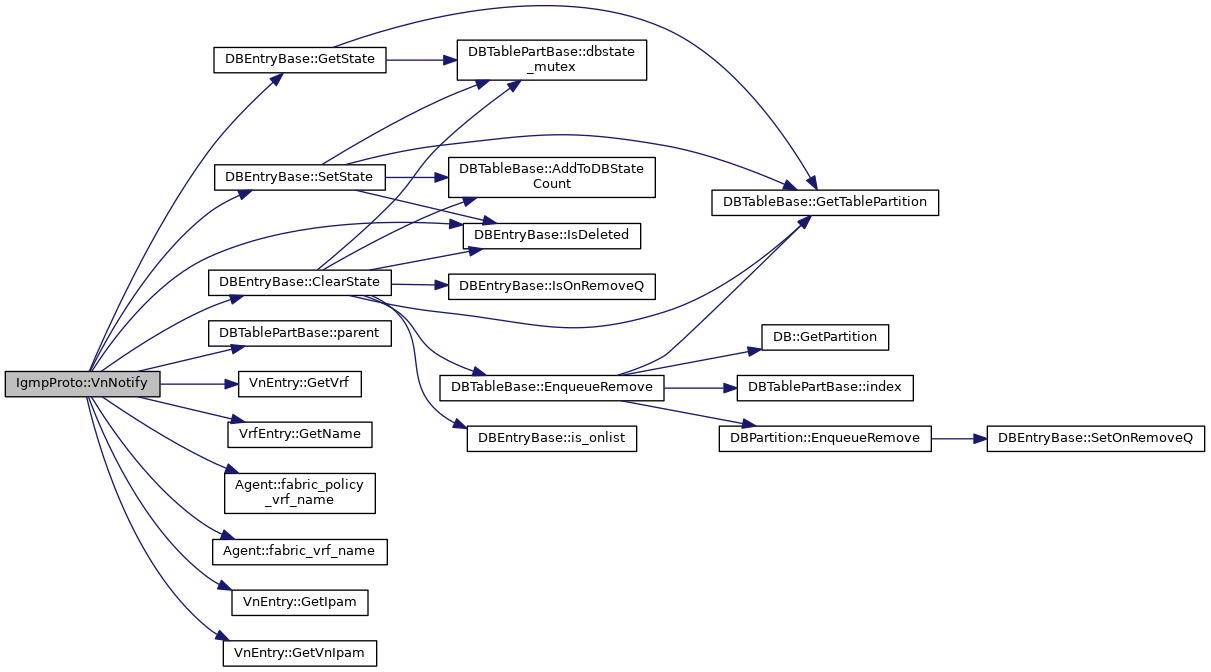 IgmpProto::VnNotify
DBEntryBase::GetState
DBEntryBase::SetState
DBEntryBase::ClearState
DBTablePartBase::parent
VnEntry::GetVrf
VrfEntry::GetName
Agent::fabric_policy
_vrf_name
Agent::fabric_vrf_name
VnEntry::GetIpam
VnEntry::GetVnIpam
DBTablePartBase::dbstate
_mutex
DBTableBase::AddToDBState
Count
DBEntryBase::IsDeleted
DBEntryBase::IsOnRemoveQ
DBTableBase::EnqueueRemove
DBEntryBase::is_onlist
DBTableBase::GetTablePartition
DB::GetPartition
DBTablePartBase::index
DBPartition::EnqueueRemove
DBEntryBase::SetOnRemoveQ